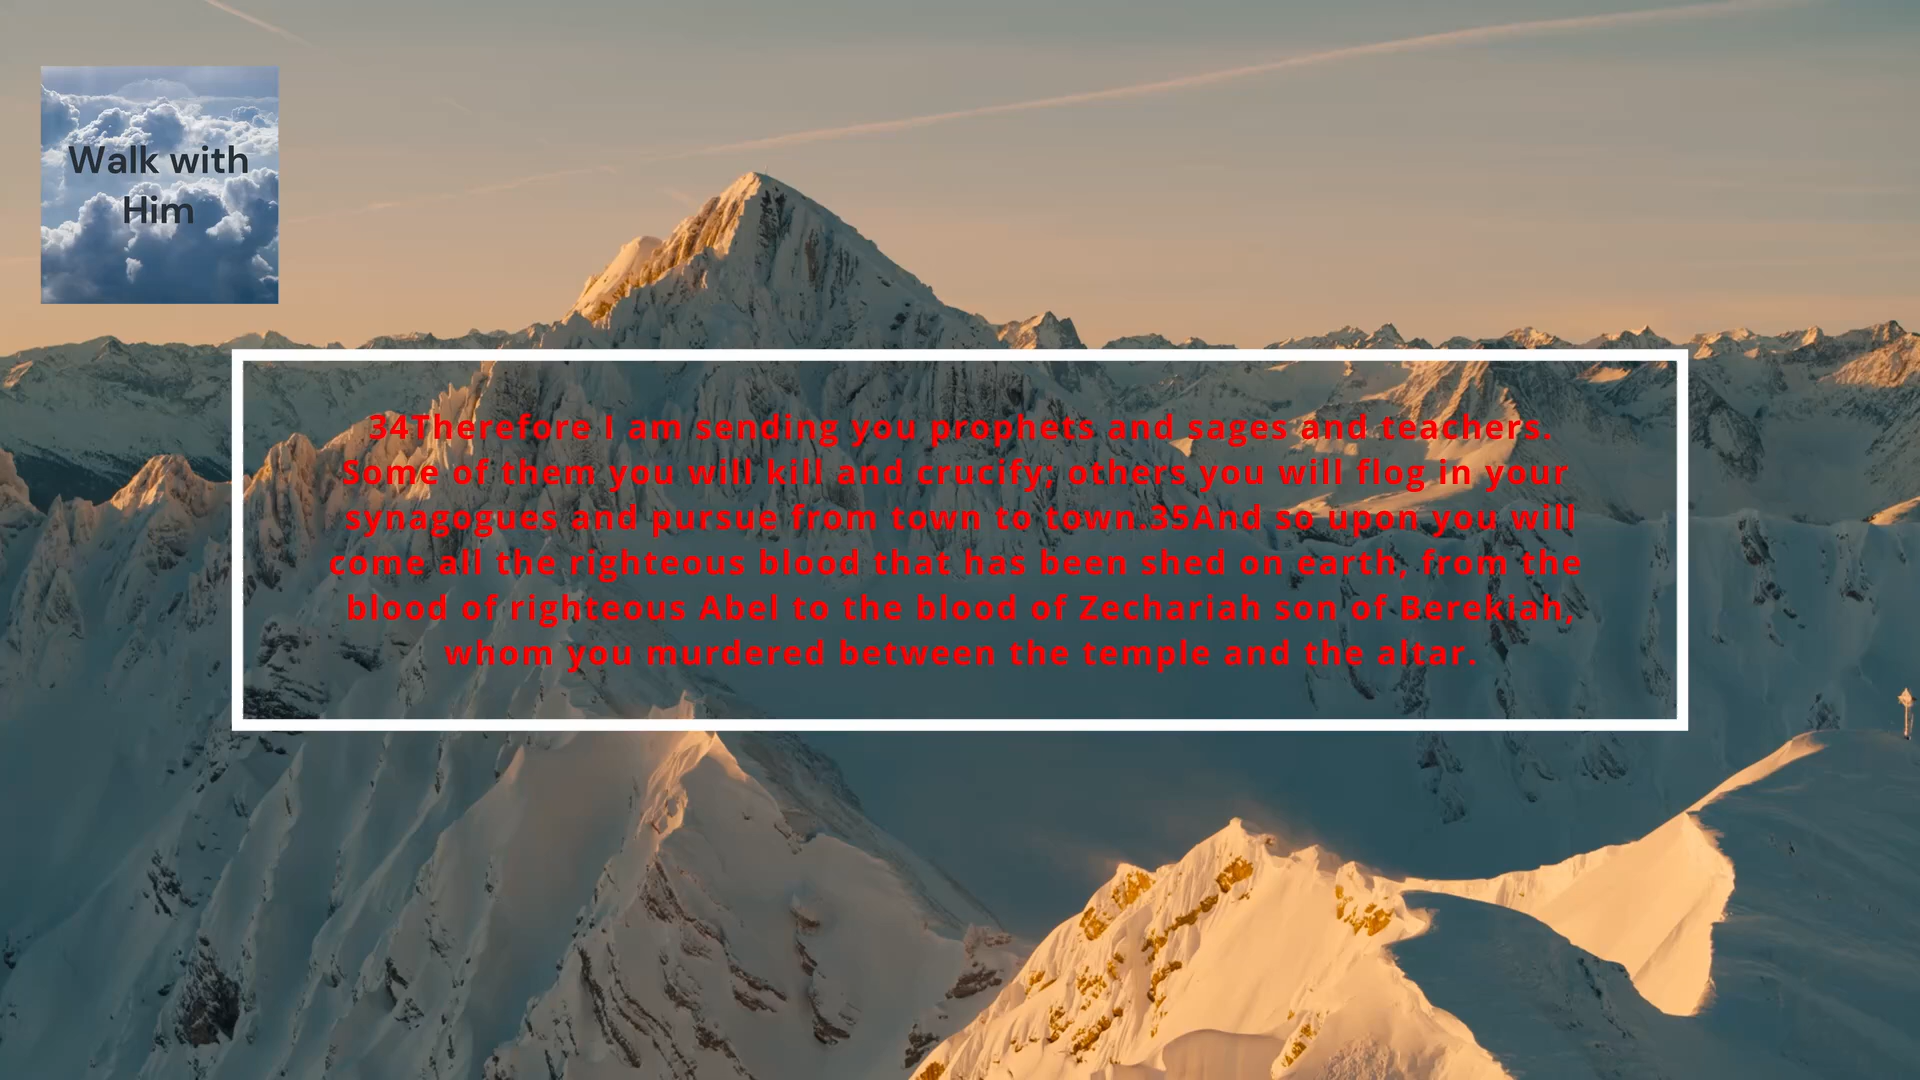 Walk with
Him
34Therefore I am sending you prophets and sages and teachers.
Some of them you will kill and crucify; others you will flog in your
synagogues and pursue from town to town.35And so upon you will
come all the righteous blood that has been shed on earth, from the
blood of righteous Abel to the blood of Zechariah son of Berekiah,
whom you murdered between the temple and the altar.